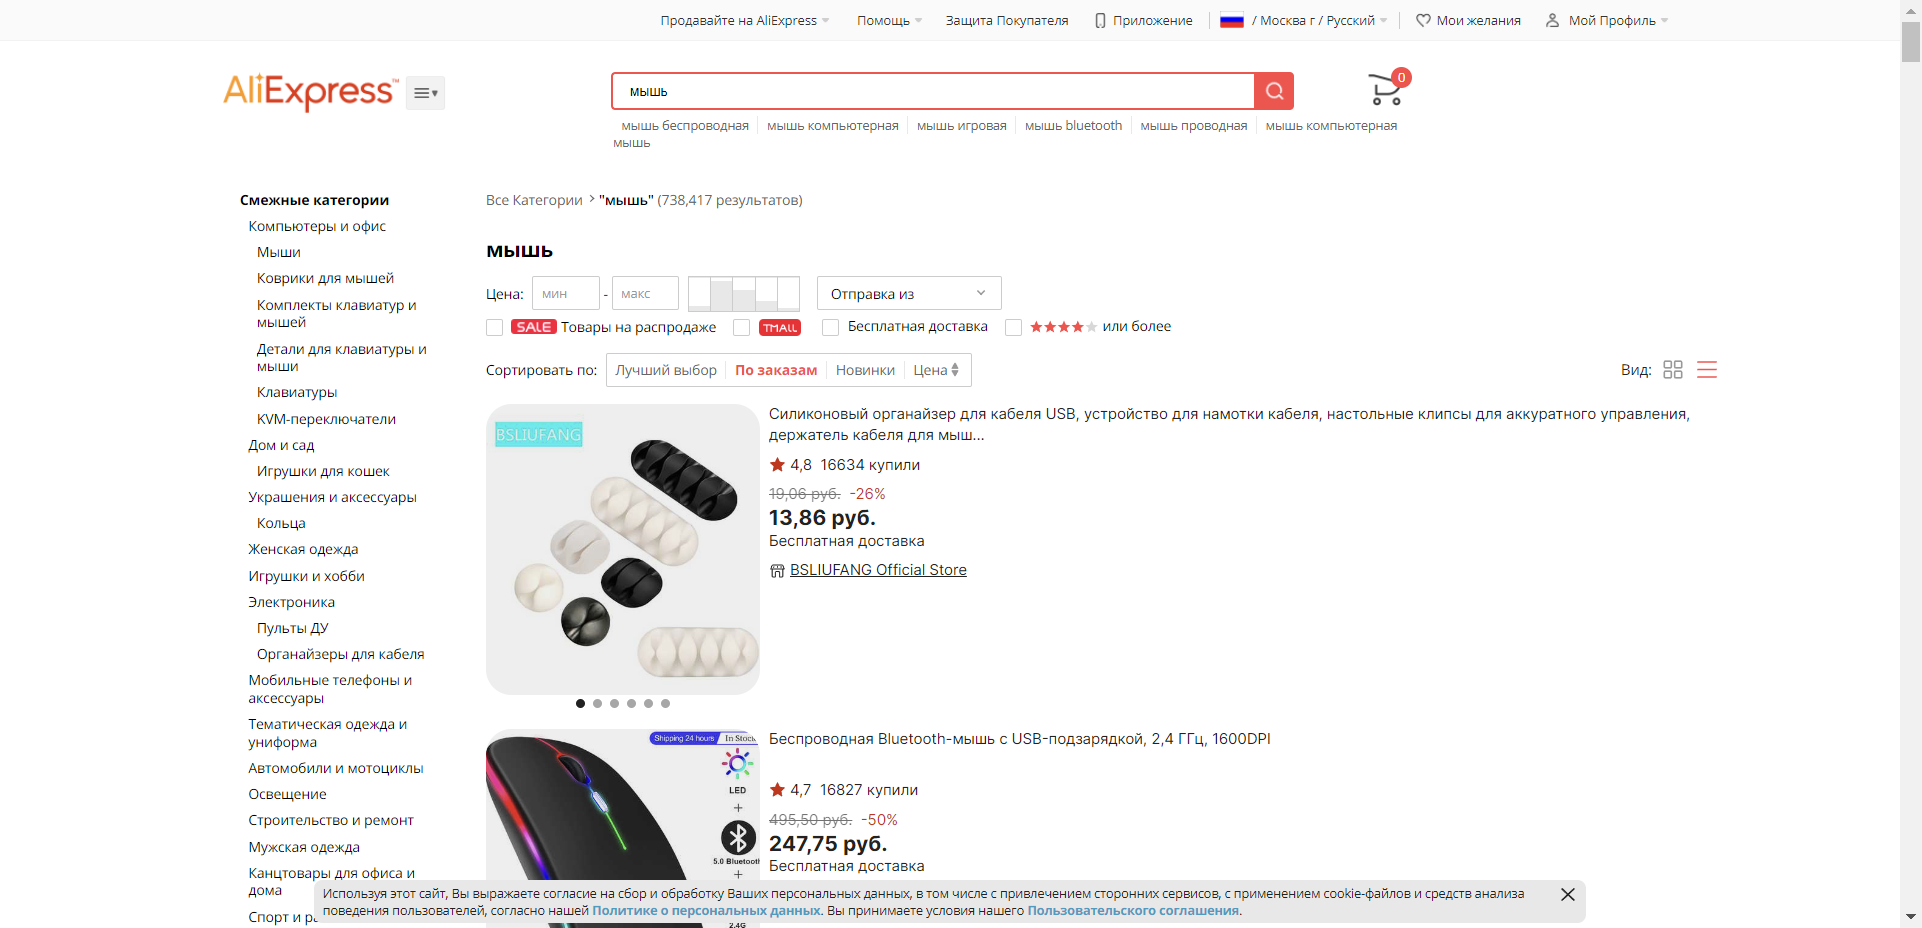 Продавайте на AliExpress
Помощь
Защита Покупателя
Приложение
/ Москва г / Русский
Мои желания
Мой Профиль
AliExpress™
мышь
0
мышь беспроводная
мышь компьютерная
мышь игровая
мышь bluetooth
мышь проводная
мышь компьютерная
мышь
Смежные категории
Компьютеры и офис
Мыши
Коврики для мышей
Комплекты клавиатур и
мышей
Детали для клавиатуры и
мыши
Клавиатуры
KVM-переключатели
Дом и сад
Игрушки для кошек
Украшения и аксессуары
Кольца
Женская одежда
Игрушки и хобби
Электроника
Пульты ДУ
Органайзеры для кабеля
Мобильные телефоны и
аксессуары
Тематическая одежда и
униформа
Автомобили и мотоциклы
Освещение
Строительство и ремонт
Мужская одежда
Канцтовары для офиса и
дома
Спорт и
Все Категории > "мышь" (738,417 результатов)
мышь
Цена: мин - макс
Отправка из
SALE Товары на распродаже
TMALL
Бесплатная доставка
или более
Сортировать по: Лучший выбор По заказам Новинки Цена
Вид:
BSLIUFANG
Силиконовый органайзер для кабеля USB, устройство для намотки кабеля, настольные клипсы для аккуратного управления,
держатель кабеля для мыш...
4,8 16634 купили
19,06 руб. -26%
13,86 руб.
Бесплатная доставка
BSLIUFANG Official Store
Shipping 24 hours In Stock
LED
+
5.0 Bluetooth
+
2.4G
Беспроводная Bluetooth-мышь с USB-подзарядкой, 2,4 ГГц, 1600DPI
4,7 16827 купили
495,50 руб. -50%
247,75 руб.
Бесплатная доставка
Используя этот сайт, Вы выражаете согласие на сбор и обработку Ваших персональных данных, в том числе с привлечением сторонних сервисов, с применением cookie-файлов и средств анализа
поведения пользователей, согласно нашей Политике о персональных данных. Вы принимаете условия нашего Пользовательского соглашения.